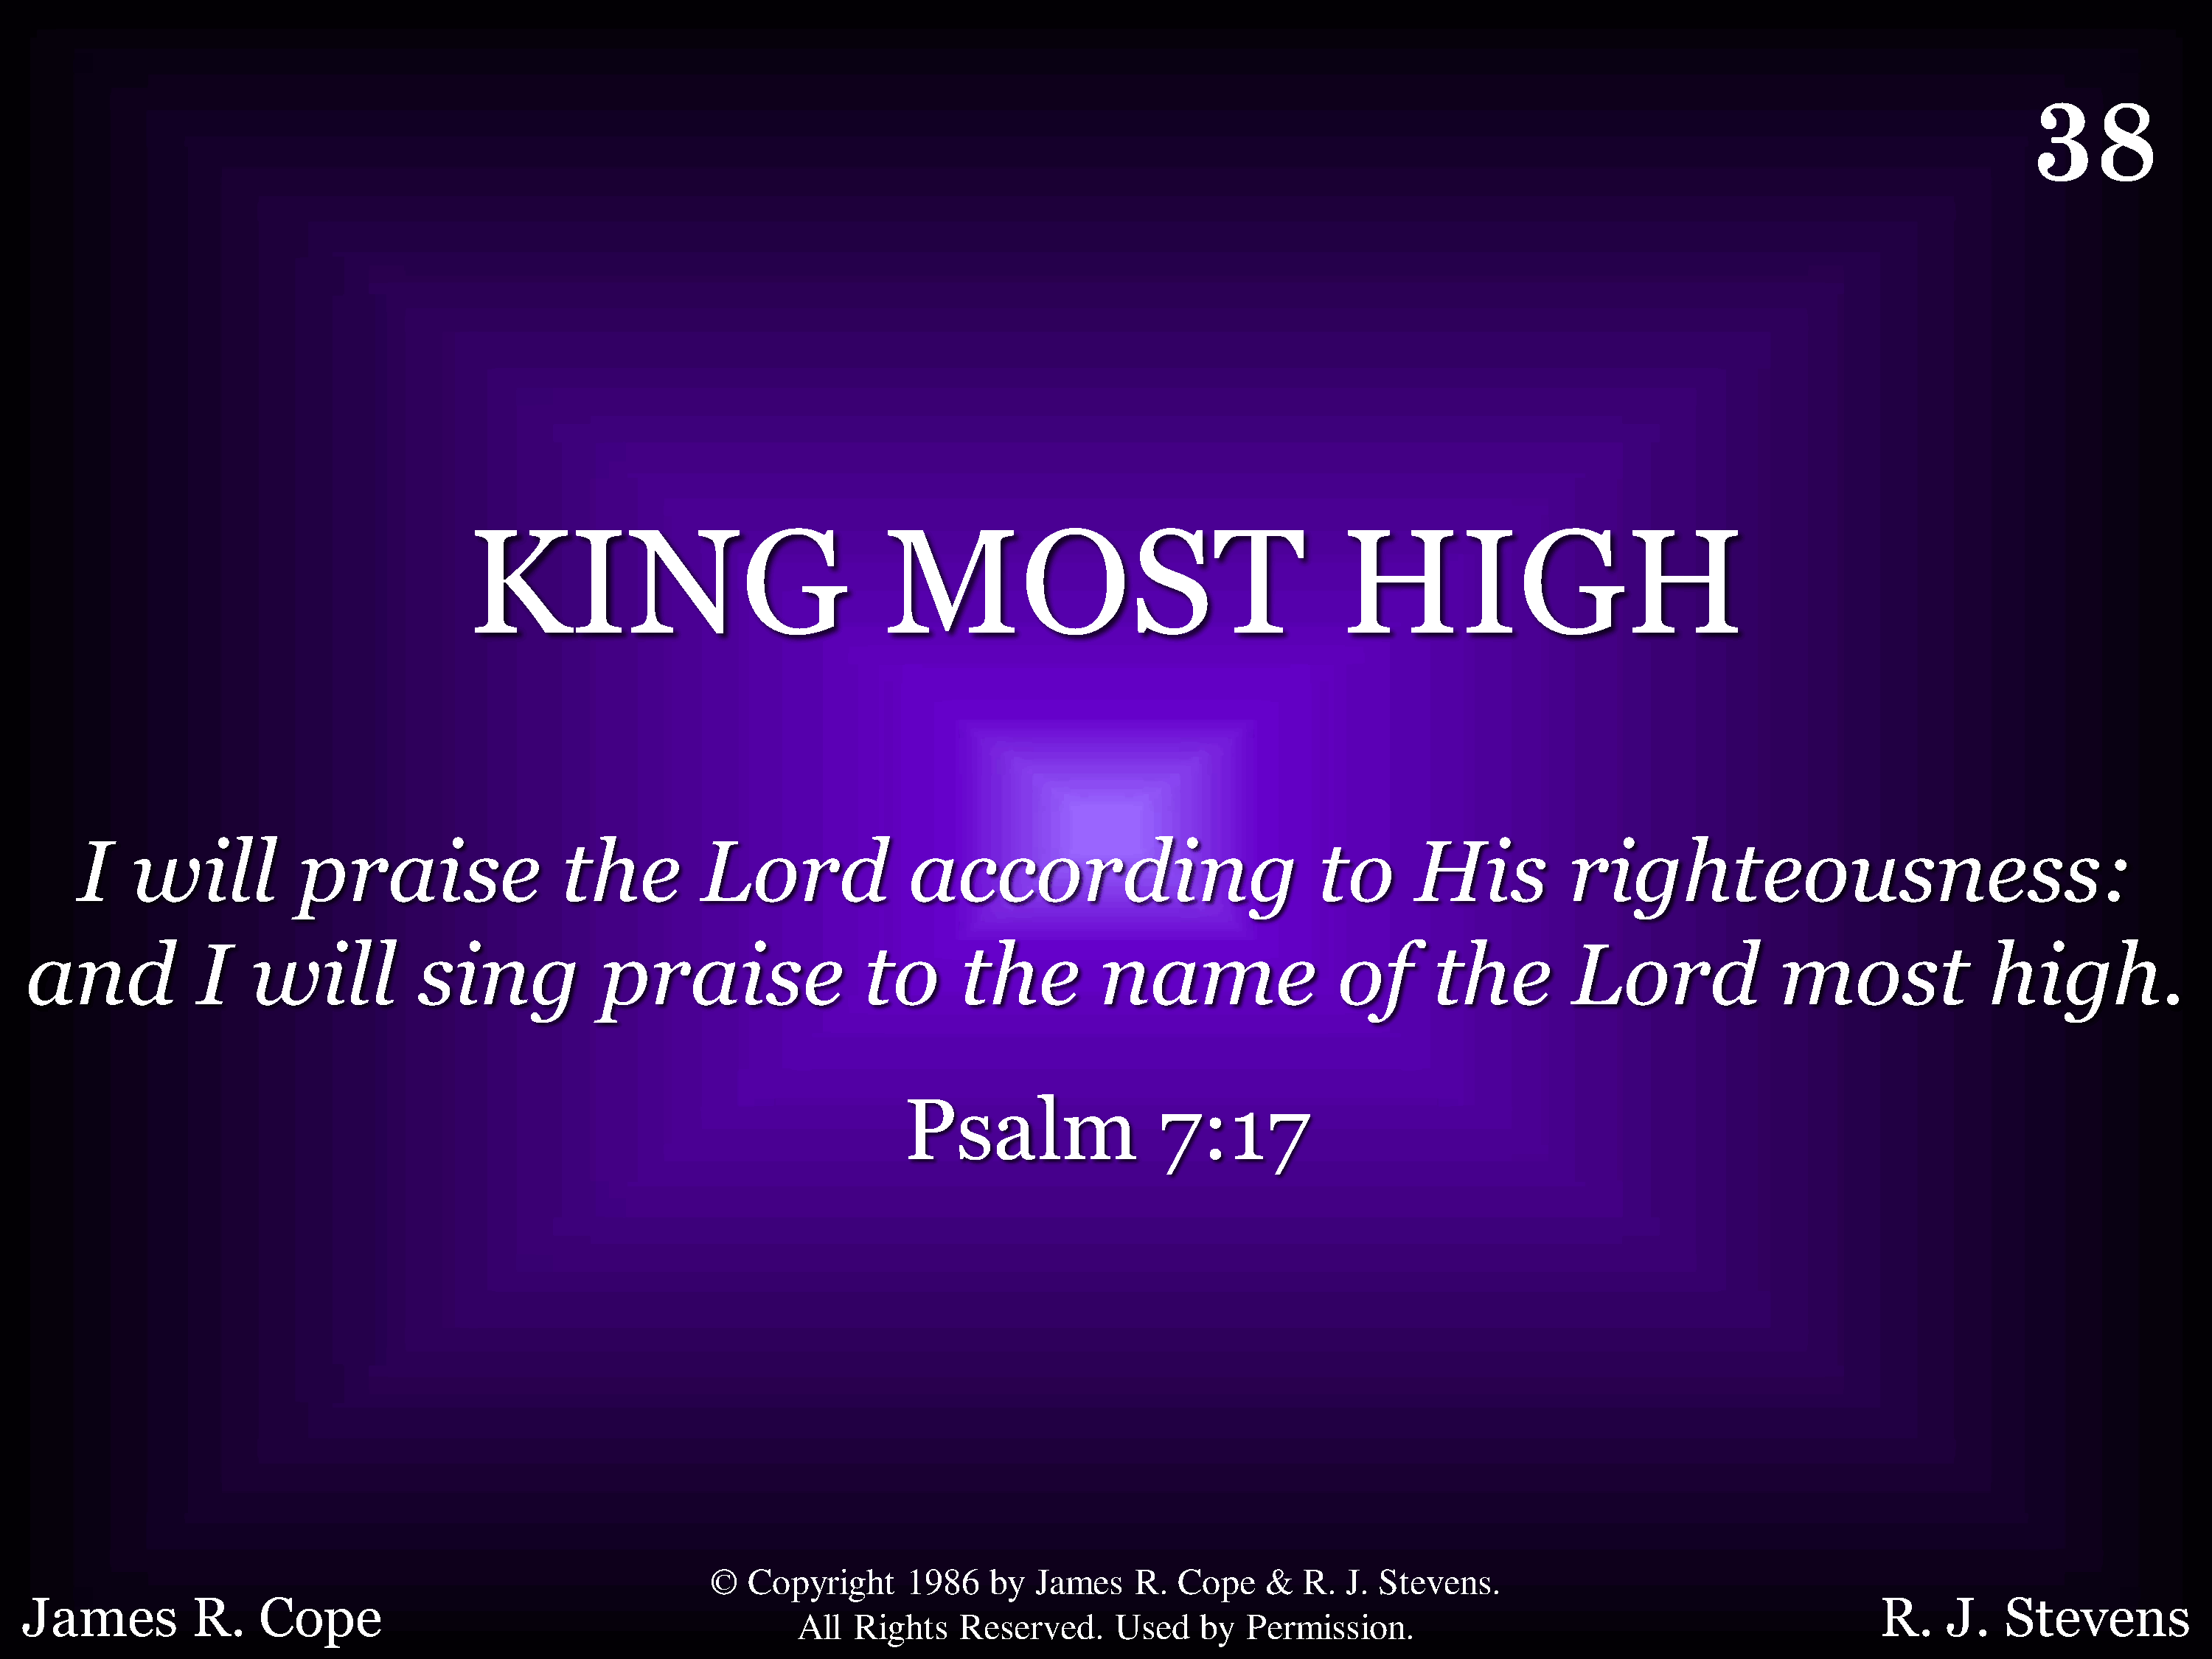 38
KING MOST HIGH
I will praise the Lord according to His righteousness:
and I will sing praise to the name of the Lord most high.
Psalm 7:17
© Copyright 1986 by James R. Cope & R. J. Stevens.
All Rights Reserved. Used by Permission.
James R. Cope
R. J. Stevens